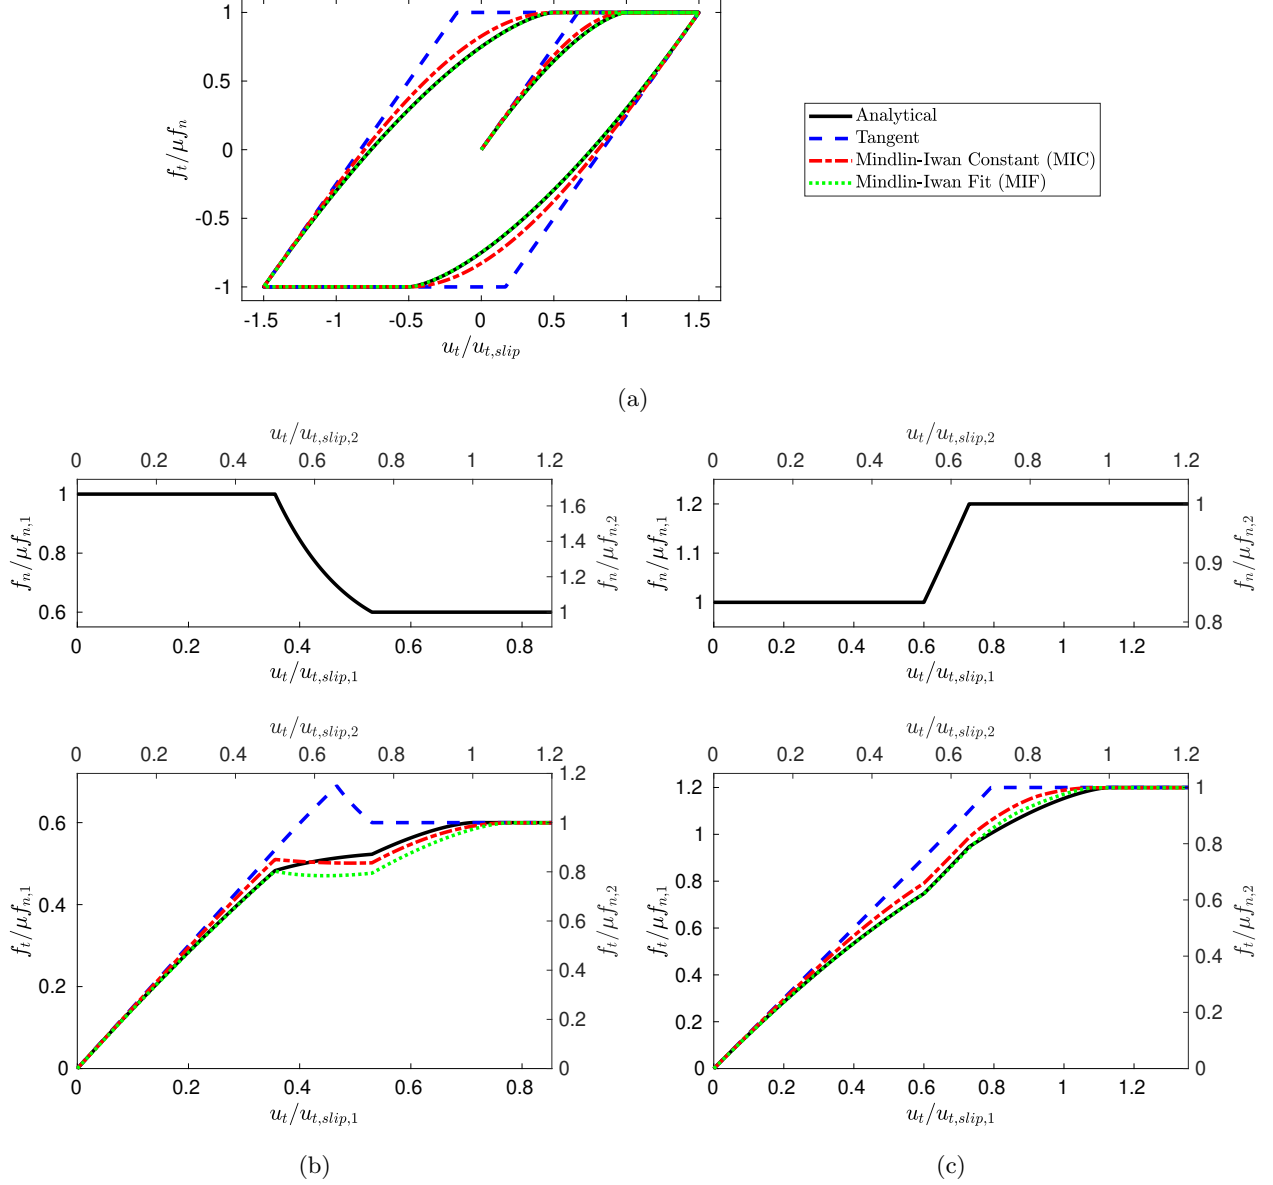 1
0.5
0
-0.5
-1
f_t/μf_n
-1.5 -1 -0.5 0 0.5 1 1.5
u_t/u_{t,slip}
Analytical
Tangent
Mindlin-Iwan Constant (MIC)
Mindlin-Iwan Fit (MIF)
(a)
u_t/u_{t,slip,2}
0 0.2 0.4 0.6 0.8 1 1.2
1
0.8
0.6
f_n/μf_{n,1}
1.6
1.4
1.2
1
f_n/μf_{n,2}
0 0.2 0.4 0.6 0.8
u_t/u_{t,slip,1}
u_t/u_{t,slip,2}
0 0.2 0.4 0.6 0.8 1 1.2
1.2
1.1
1
f_n/μf_{n,1}
1
0.9
0.8
f_n/μf_{n,2}
0 0.2 0.4 0.6 0.8 1 1.2
u_t/u_{t,slip,1}
u_t/u_{t,slip,2}
0 0.2 0.4 0.6 0.8 1 1.2
0.6
0.4
0.2
0
f_t/μf_{n,1}
1.2
1
0.8
0.6
0.4
0.2
0
f_t/μf_{n,2}
0 0.2 0.4 0.6 0.8
u_t/u_{t,slip,1}
(b)
u_t/u_{t,slip,2}
0 0.2 0.4 0.6 0.8 1 1.2
1.2
1
0.8
0.6
0.4
0.2
0
f_t/μf_{n,1}
1
0.8
0.6
0.4
0.2
0
f_t/μf_{n,2}
0 0.2 0.4 0.6 0.8 1 1.2
u_t/u_{t,slip,1}
(c)